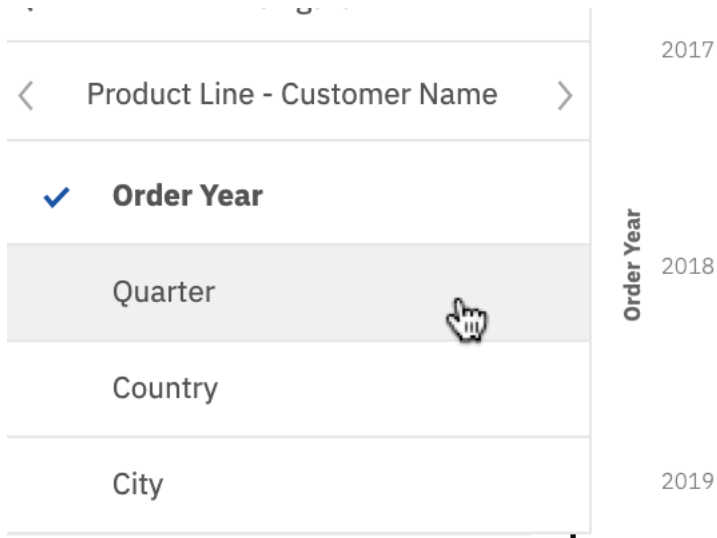 Product Line - Customer Name
Order Year
Quarter
Country
City
Order Year
2017
2018
2019